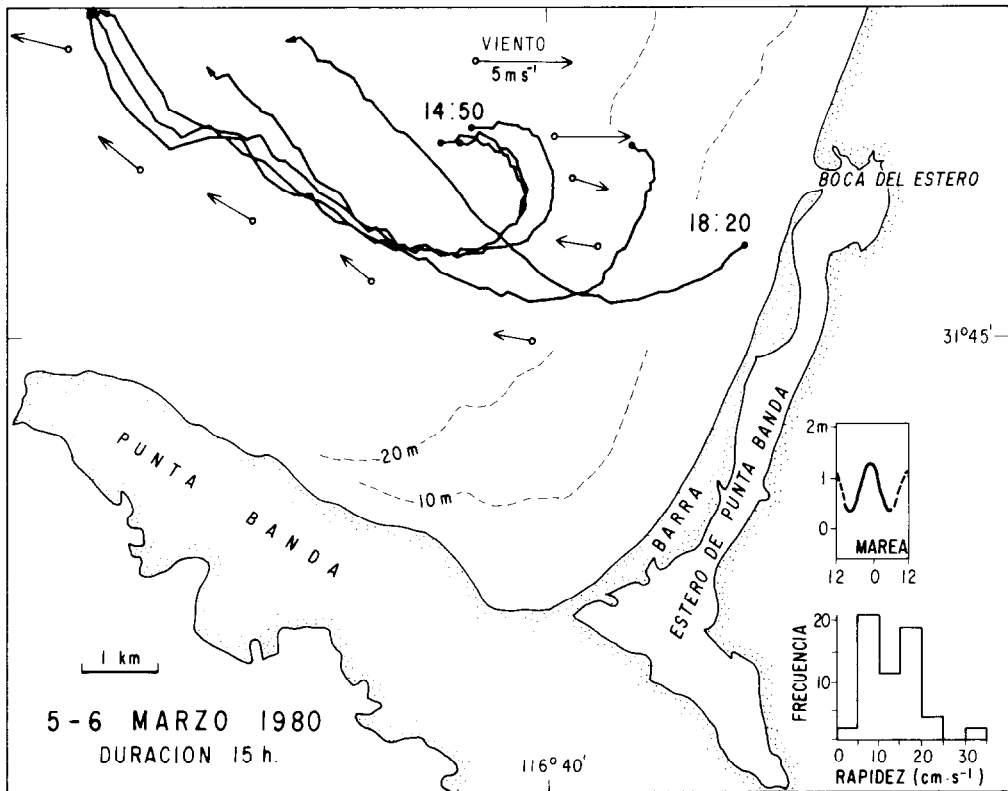 VIENTO
5 m s⁻¹
14:50
BOCA DEL ESTERO
18:20
31°45'
20 m
10 m
PUNTA
BANDA
BARRA
ESTERO DE PUNTA BANDA
2m
1
0
MAREA
12 0 12
1 km
5-6 MARZO 1980
DURACION 15 h.
116°40'
FRECUENCIA
20
10
0 10 20 30
RAPIDEZ (cm·s⁻¹)